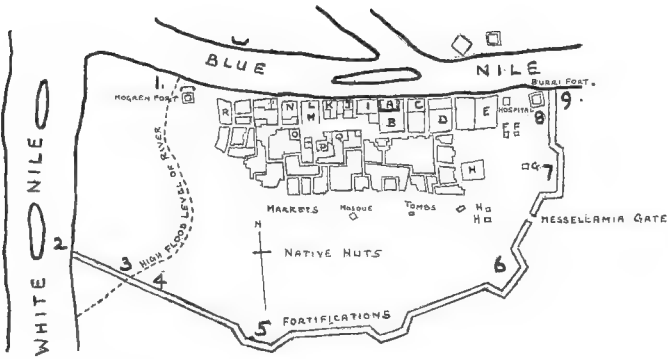 BLUE
NILE
BURRI FORT.
1.
MOGREN FORT
R
N
L
M
K
J
I
A
B
C
D
E
HOSPITAL
9.
8
F F
O
P
Q
H
G
7
HIGH FLOOD LEVEL OF RIVER
WHITE NILE
MARKETS
MOSQUE
TOMBS
H
H
MESSELLAMIA GATE
N
NATIVE HUTS
2
3
4
5
6
FORTIFICATIONS